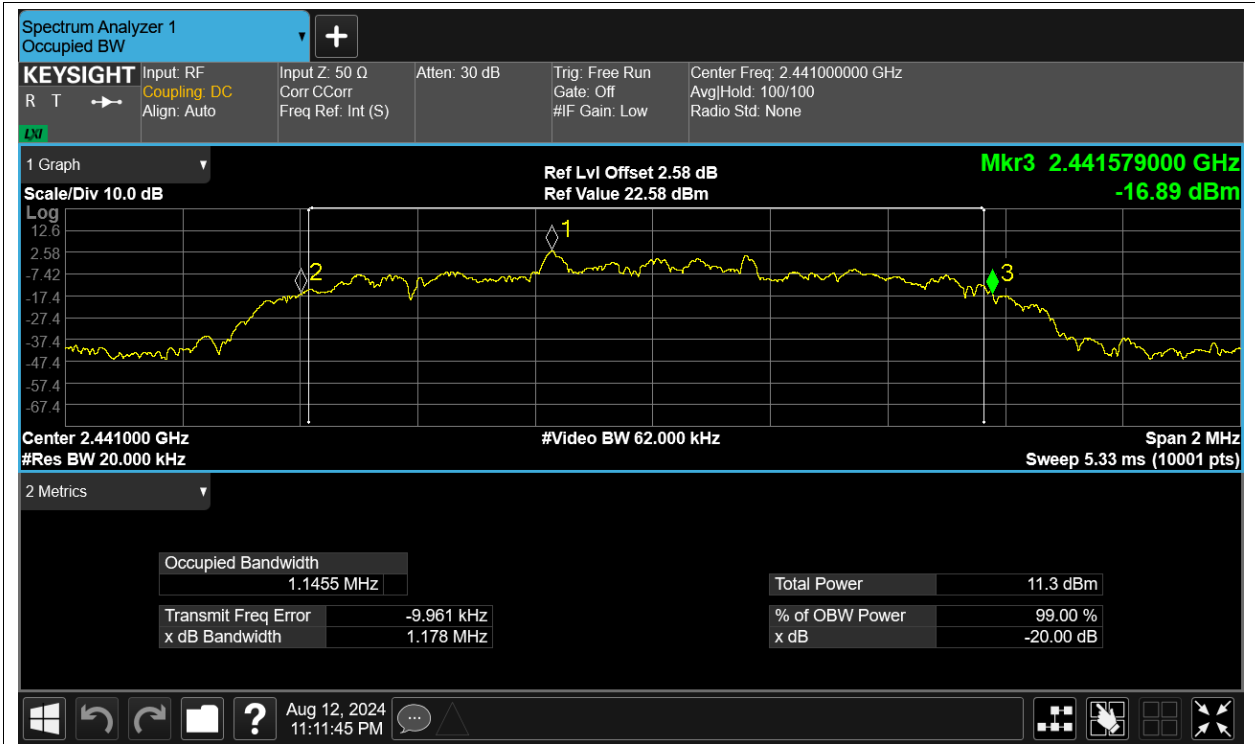 Spectrum Analyzer 1
Occupied BW
+
KEYSIGHT
R T
LXI
Input: RF
Coupling: DC
Align: Auto
Input Z: 50 Ω
Corr CCorr
Freq Ref: Int (S)
Atten: 30 dB
Trig: Free Run
Gate: Off
#IF Gain: Low
Center Freq: 2.441000000 GHz
Avg|Hold: 100/100
Radio Std: None
1 Graph
Ref Lvl Offset 2.58 dB
Mkr3 2.441579000 GHz
Scale/Div 10.0 dB
Ref Value 22.58 dBm
-16.89 dBm
Log
12.6
2.58
-7.42
-17.4
-27.4
-37.4
-47.4
-57.4
-67.4
1
2
3
Center 2.441000 GHz
#Video BW 62.000 kHz
Span 2 MHz
#Res BW 20.000 kHz
Sweep 5.33 ms (10001 pts)
2 Metrics
Occupied Bandwidth
1.1455 MHz
Transmit Freq Error -9.961 kHz
x dB Bandwidth 1.178 MHz
Total Power 11.3 dBm
% of OBW Power 99.00 %
x dB -20.00 dB
?
Aug 12, 2024
11:11:45 PM